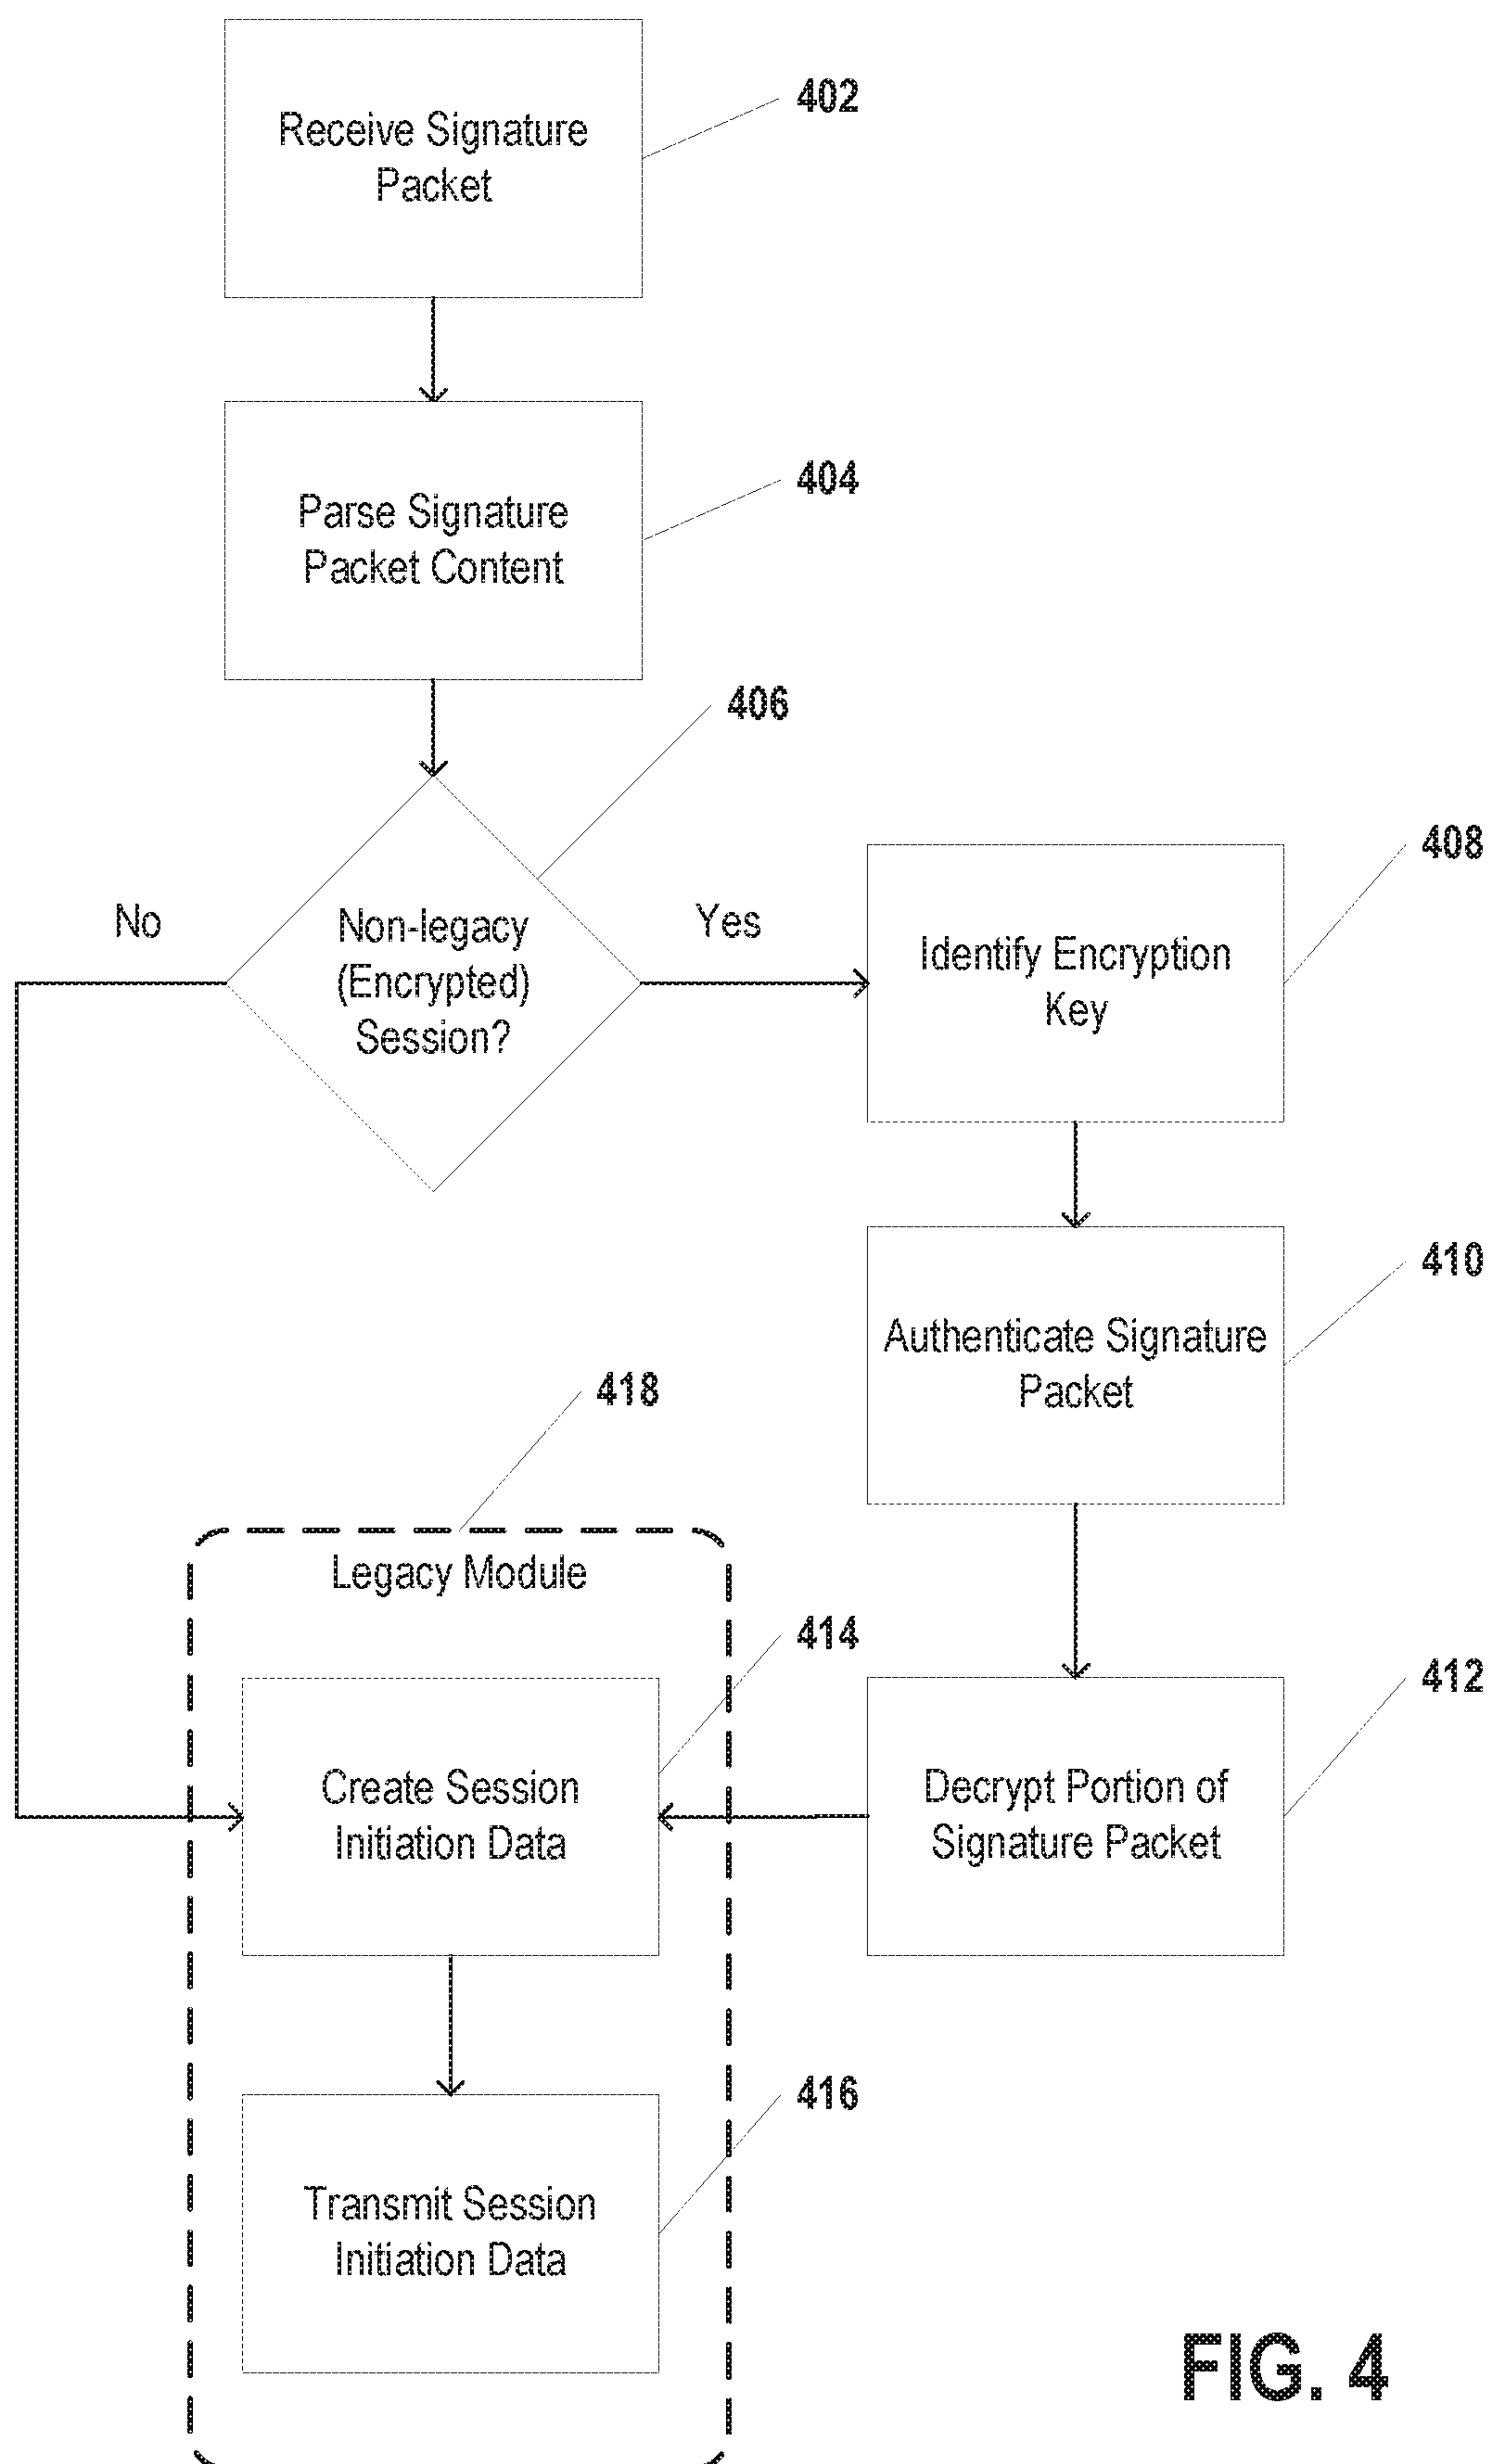 Receive Signature
Packet
402
Parse Signature
Packet Content
404
406
Non-legacy
(Encrypted)
Session?
No
Yes
408
Identify Encryption
Key
410
Authenticate Signature
Packet
418
Legacy Module
414
Create Session
Initiation Data
412
Decrypt Portion of
Signature Packet
416
Transmit Session
Initiation Data
FIG. 4